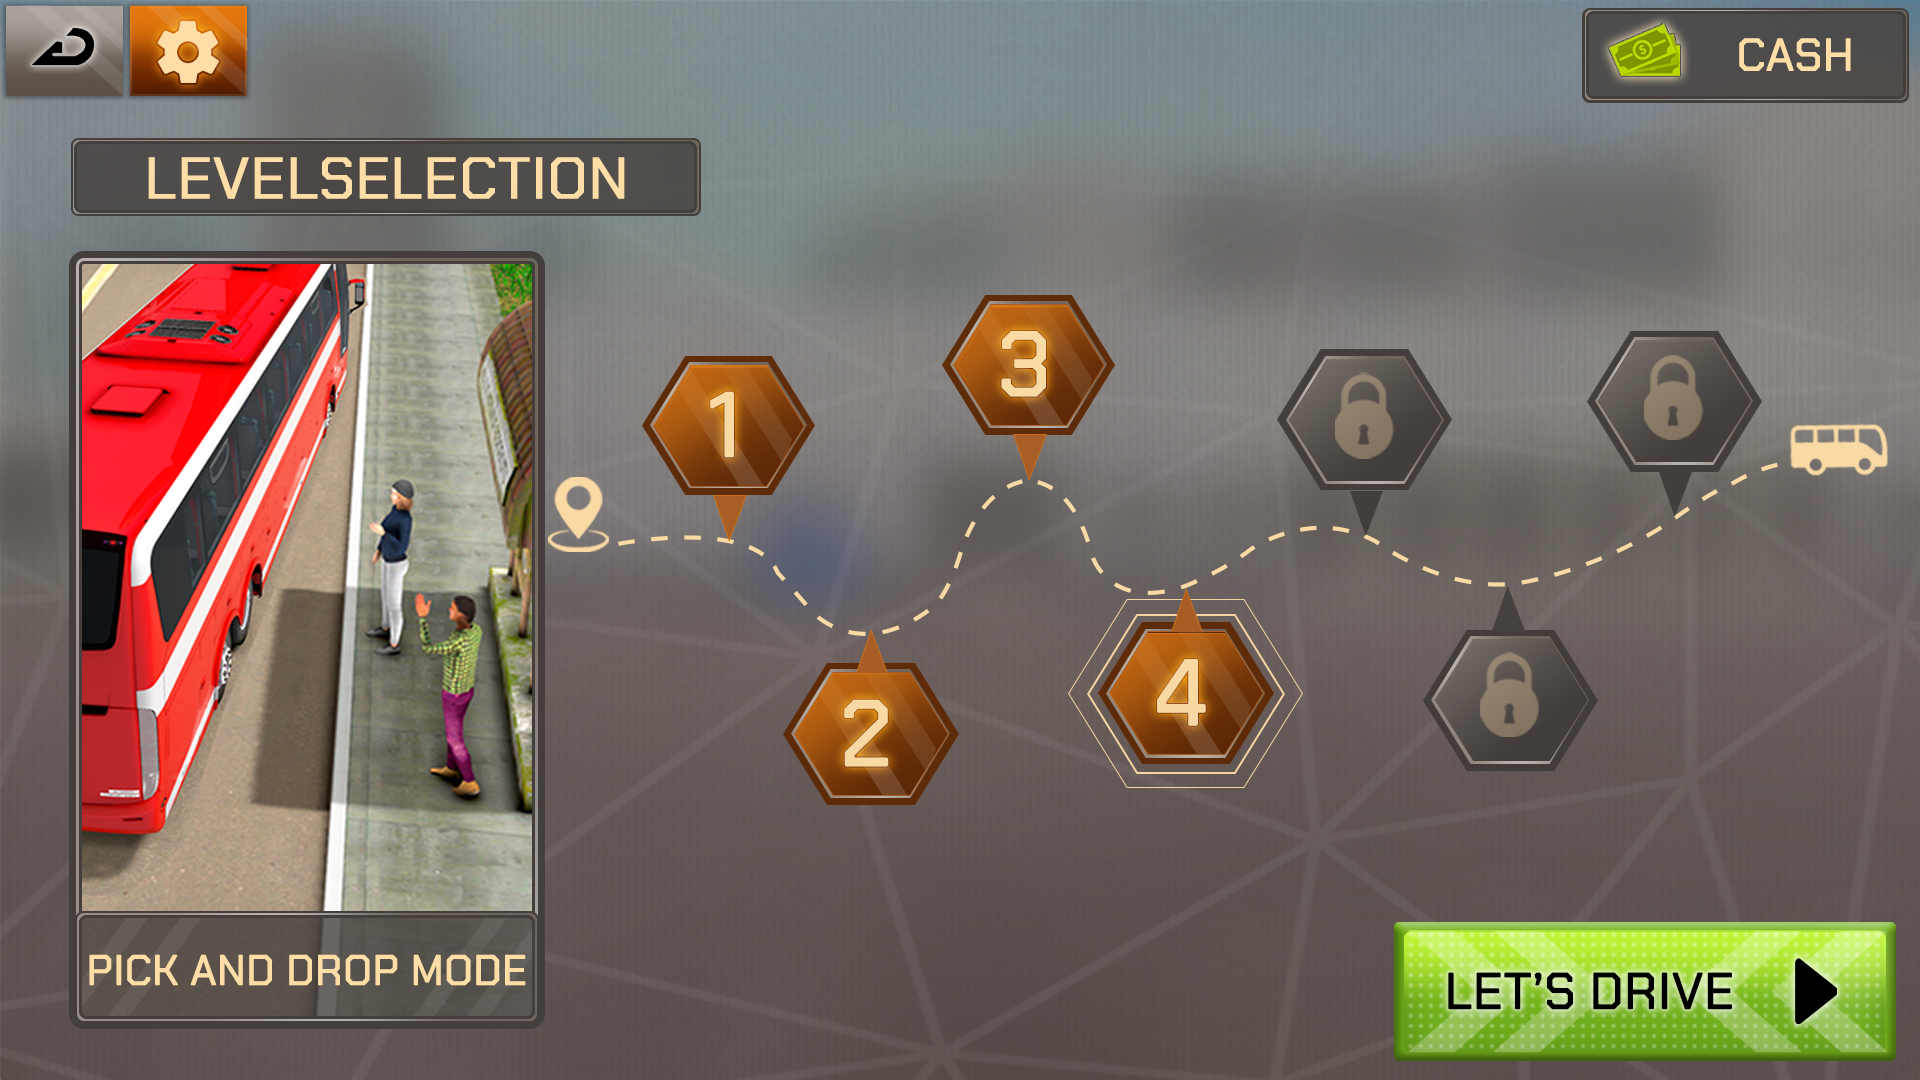 CASH
LEVELSELECTION
1
3
2
4
PICK AND DROP MODE
LET'S DRIVE